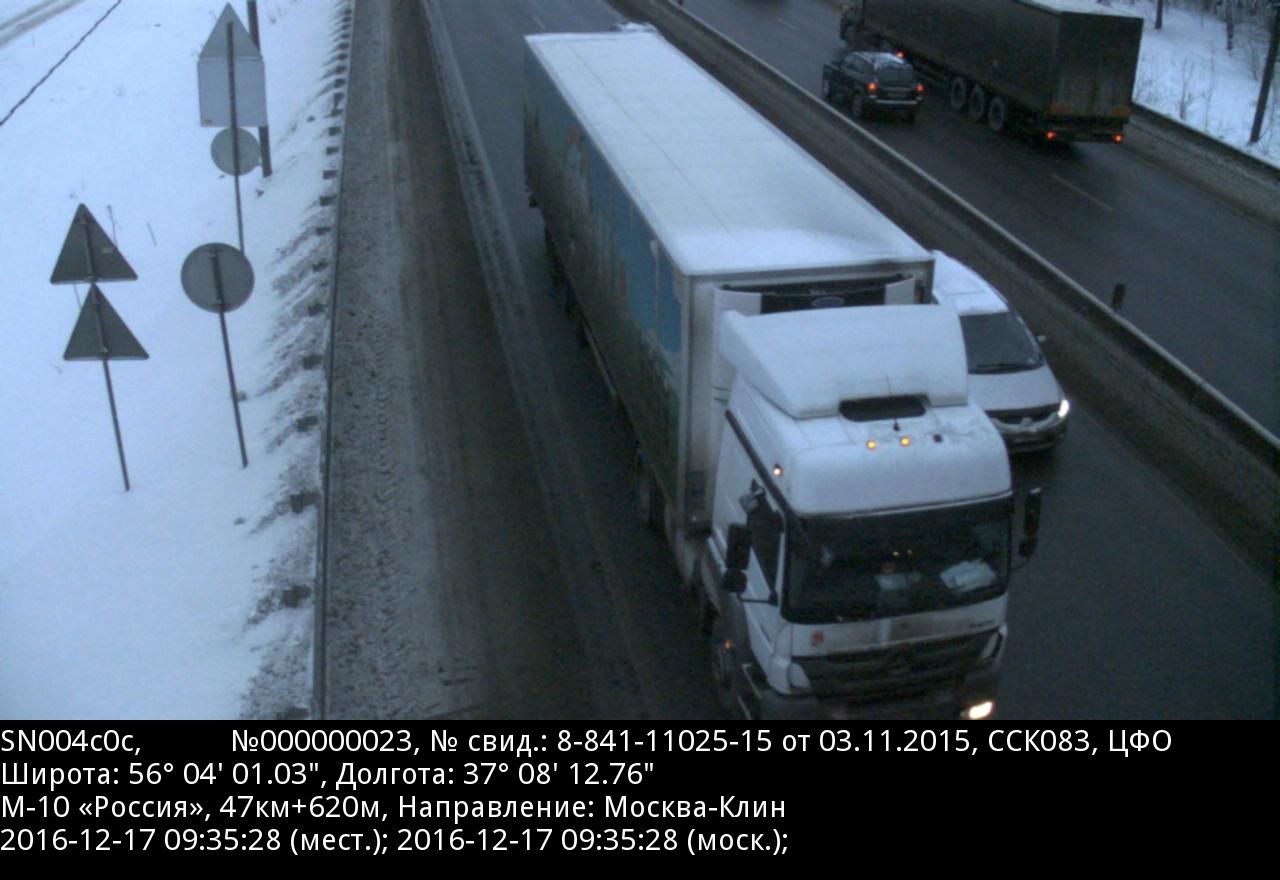 SN004c0c, №000000023, № свид.: 8-841-11025-15 от 03.11.2015, ССК083, ЦФО
Широта: 56° 04' 01.03", Долгота: 37° 08' 12.76"
М-10 «Россия», 47км+620м, Направление: Москва-Клин
2016-12-17 09:35:28 (мест.); 2016-12-17 09:35:28 (моск.);